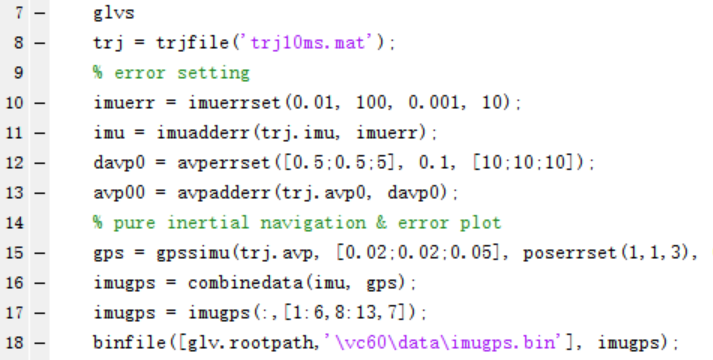 7 – glvs
8 – trj = trjfile('trj10ms.mat');
9 % error setting
10 – imuerr = imuerrset(0.01, 100, 0.001, 10);
11 – imu = imuadderr(trj.imu, imuerr);
12 – davp0 = avperrset([0.5;0.5;5], 0.1, [10;10;10]);
13 – avp00 = avpadderr(trj.avp0, davp0);
14 % pure inertial navigation & error plot
15 – gps = gpssimu(trj.avp, [0.02;0.02;0.05], poserrset(1,1,3),
16 – imugps = combinedata(imu, gps);
17 – imugps = imugps(:,[1:6,8:13,7]);
18 – binfile([glv.rootpath,'\vc60\data\imugps.bin'], imugps);